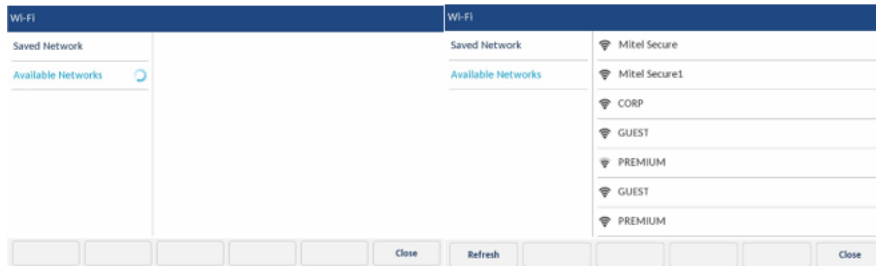 Wi-Fi
Saved Network
Available Networks
Close
Wi-Fi
Saved Network
Available Networks
Mitel Secure
Mitel Secure1
CORP
GUEST
PREMIUM
GUEST
PREMIUM
Refresh
Close